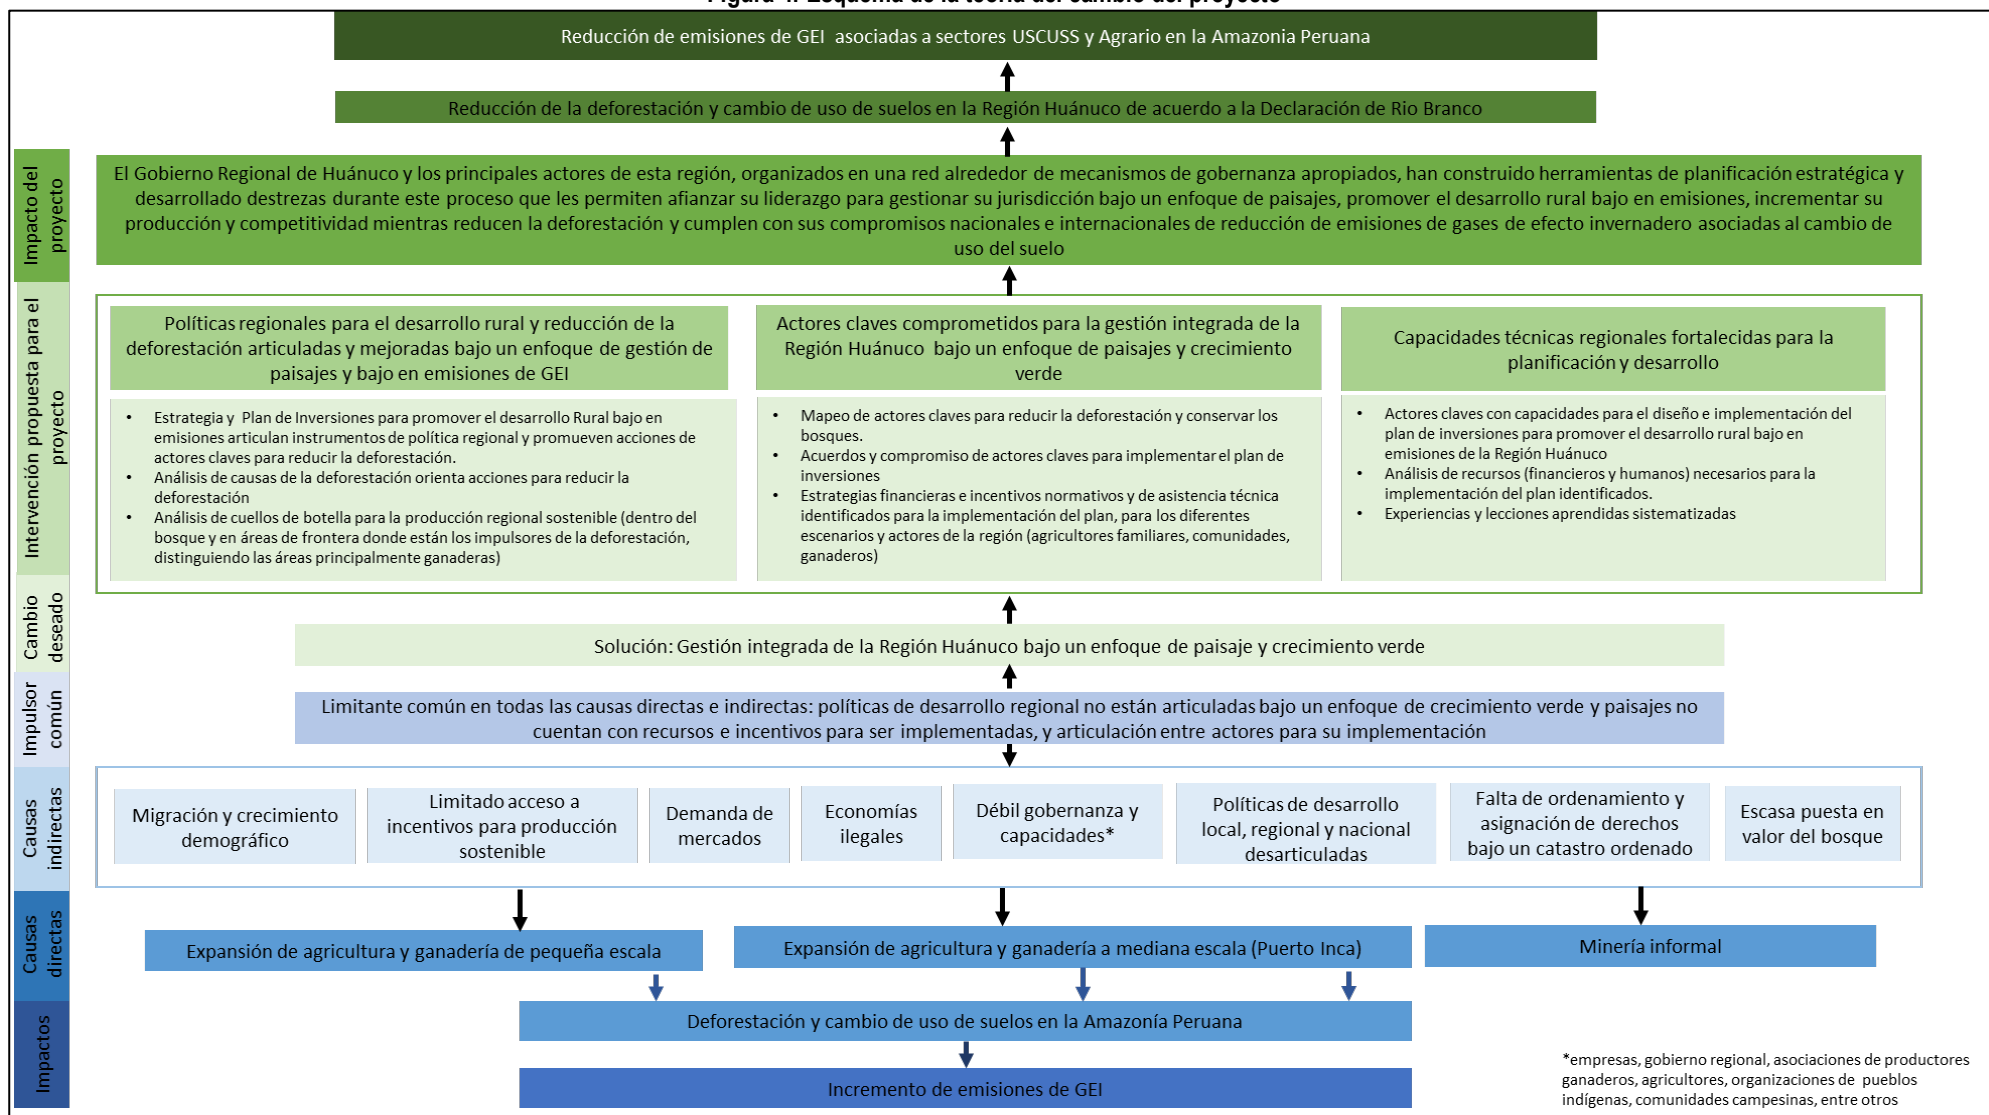 Figura 4. Esquema de la teoría del cambio del proyecto
Reducción de emisiones de GEI asociadas a sectores USCUSS y Agrario en la Amazonia Peruana
Reducción de la deforestación y cambio de uso de suelos en la Región Huánuco de acuerdo a la Declaración de Rio Branco
Impacto del
proyecto
El Gobierno Regional de Huánuco y los principales actores de esta región, organizados en una red alrededor de mecanismos de gobernanza apropiados, han construido herramientas de planificación estratégica y
desarrollado destrezas durante este proceso que les permiten afianzar su liderazgo para gestionar su jurisdicción bajo un enfoque de paisajes, promover el desarrollo rural bajo en emisiones, incrementar su
producción y competitividad mientras reducen la deforestación y cumplen con sus compromisos nacionales e internacionales de reducción de emisiones de gases de efecto invernadero asociadas al cambio de
uso del suelo
Intervención propuesta para el
proyecto
Políticas regionales para el desarrollo rural y reducción de la
deforestación articuladas y mejoradas bajo un enfoque de gestión de
paisajes y bajo en emisiones de GEI
• Estrategia y Plan de Inversiones para promover el desarrollo Rural bajo en
emisiones articulan instrumentos de política regional y promueven acciones de
actores claves para reducir la deforestación.
• Análisis de causas de la deforestación orienta acciones para reducir la
deforestación
• Análisis de cuellos de botella para la producción regional sostenible (dentro del
bosque y en áreas de frontera donde están los impulsores de la deforestación,
distinguiendo las áreas principalmente ganaderas)
Actores claves comprometidos para la gestión integrada de la
Región Huánuco bajo un enfoque de paisajes y crecimiento
verde
• Mapeo de actores claves para reducir la deforestación y conservar los
bosques.
• Acuerdos y compromiso de actores claves para implementar el plan de
inversiones
• Estrategias financieras e incentivos normativos y de asistencia técnica
identificados para la implementación del plan, para los diferentes
escenarios y actores de la región (agricultores familiares, comunidades,
ganaderos)
Capacidades técnicas regionales fortalecidas para la
planificación y desarrollo
• Actores claves con capacidades para el diseño e implementación del
plan de inversiones para promover el desarrollo rural bajo en
emisiones de la Región Huánuco
• Análisis de recursos (financieros y humanos) necesarios para la
implementación del plan identificados.
• Experiencias y lecciones aprendidas sistematizadas
Cambio
deseado
Solución: Gestión integrada de la Región Huánuco bajo un enfoque de paisaje y crecimiento verde
Impulsor
común
Limitante común en todas las causas directas e indirectas: políticas de desarrollo regional no están articuladas bajo un enfoque de crecimiento verde y paisajes no
cuentan con recursos e incentivos para ser implementadas, y articulación entre actores para su implementación
Causas
indirectas
Migración y crecimiento
demográfico
Limitado acceso a
incentivos para producción
sostenible
Demanda de
mercados
Economías
ilegales
Débil gobernanza y
capacidades*
Políticas de desarrollo
local, regional y nacional
desarticuladas
Falta de ordenamiento y
asignación de derechos
bajo un catastro ordenado
Escasa puesta en
valor del bosque
Causas
directas
Expansión de agricultura y ganadería de pequeña escala
Expansión de agricultura y ganadería a mediana escala (Puerto Inca)
Minería informal
Impactos
Deforestación y cambio de uso de suelos en la Amazonía Peruana
Incremento de emisiones de GEI
*empresas, gobierno regional, asociaciones de productores
ganaderos, agricultores, organizaciones de pueblos
indígenas, comunidades campesinas, entre otros